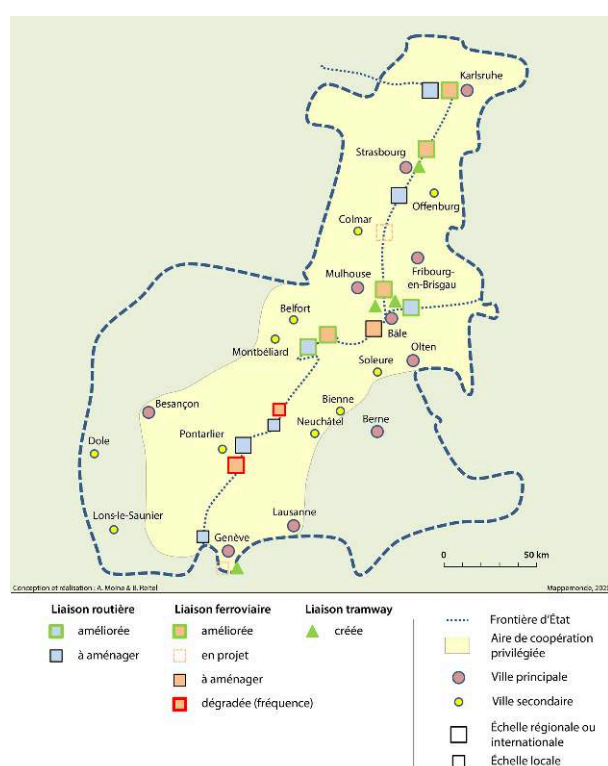 Karlsruhe
Strasbourg
Offenburg
Colmar
Fribourg-
en-Brisgau
Mulhouse
Belfort
Bâle
Montbéliard
Olten
Soleure
Besançon
Bienne
Neuchâtel
Berne
Pontarlier
Dole
Lausanne
Lons-le-Saunier
Genève
0 50 km
Conception et réalisation : A. Moine & B. Reitel
Mappemonde, 202
Liaison routière
améliorée
à aménager
Liaison ferroviaire
améliorée
en projet
à aménager
dégradée (fréquence)
Liaison tramway
créée
Frontière d'État
Aire de coopération
privilégiée
Ville principale
Ville secondaire
Échelle régionale ou
internationale
Échelle locale